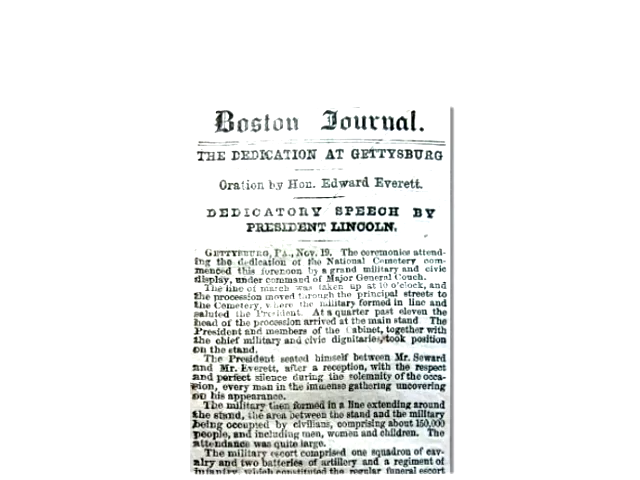 Boston Journal.
THE DEDICATION AT GETTYSBURG
Oration by Hon. Edward Everett.
DEDICATORY SPEECH BY
PRESIDENT LINCOLN.
GETTYSBURG, PA., Nov. 19. The ceremonies attend-
ing the dedication of the National Cemetery com-
menced this forenoon by a grand military and civic
display, under command of Major General Couch.
The line of march was taken up at 10 o'clock, and
the procession moved through the principal streets to
the Cemetery, where the military formed in line and
saluted the President. At a quarter past eleven the
head of the procession arrived at the main stand The
President and members of the Cabinet, together with
the chief military and civic dignitaries, took position
on the stand.
The President seated himself between Mr. Seward
and Mr. Everett, after a reception, with the respect
and perfect silence during the solemnity of the occa-
sion, every man in the immense gathering uncovering
on his appearance.
The military then formed in a line extending around
the stand, the area between the stand and the military
being occupied by civilians, comprising about 150,000
people, and including men, women and children. The
attendance was quite large.
The military escort comprised one squadron of cav-
alry and two batteries of artillery and a regiment of
infantry, which constituted the regular funeral escort